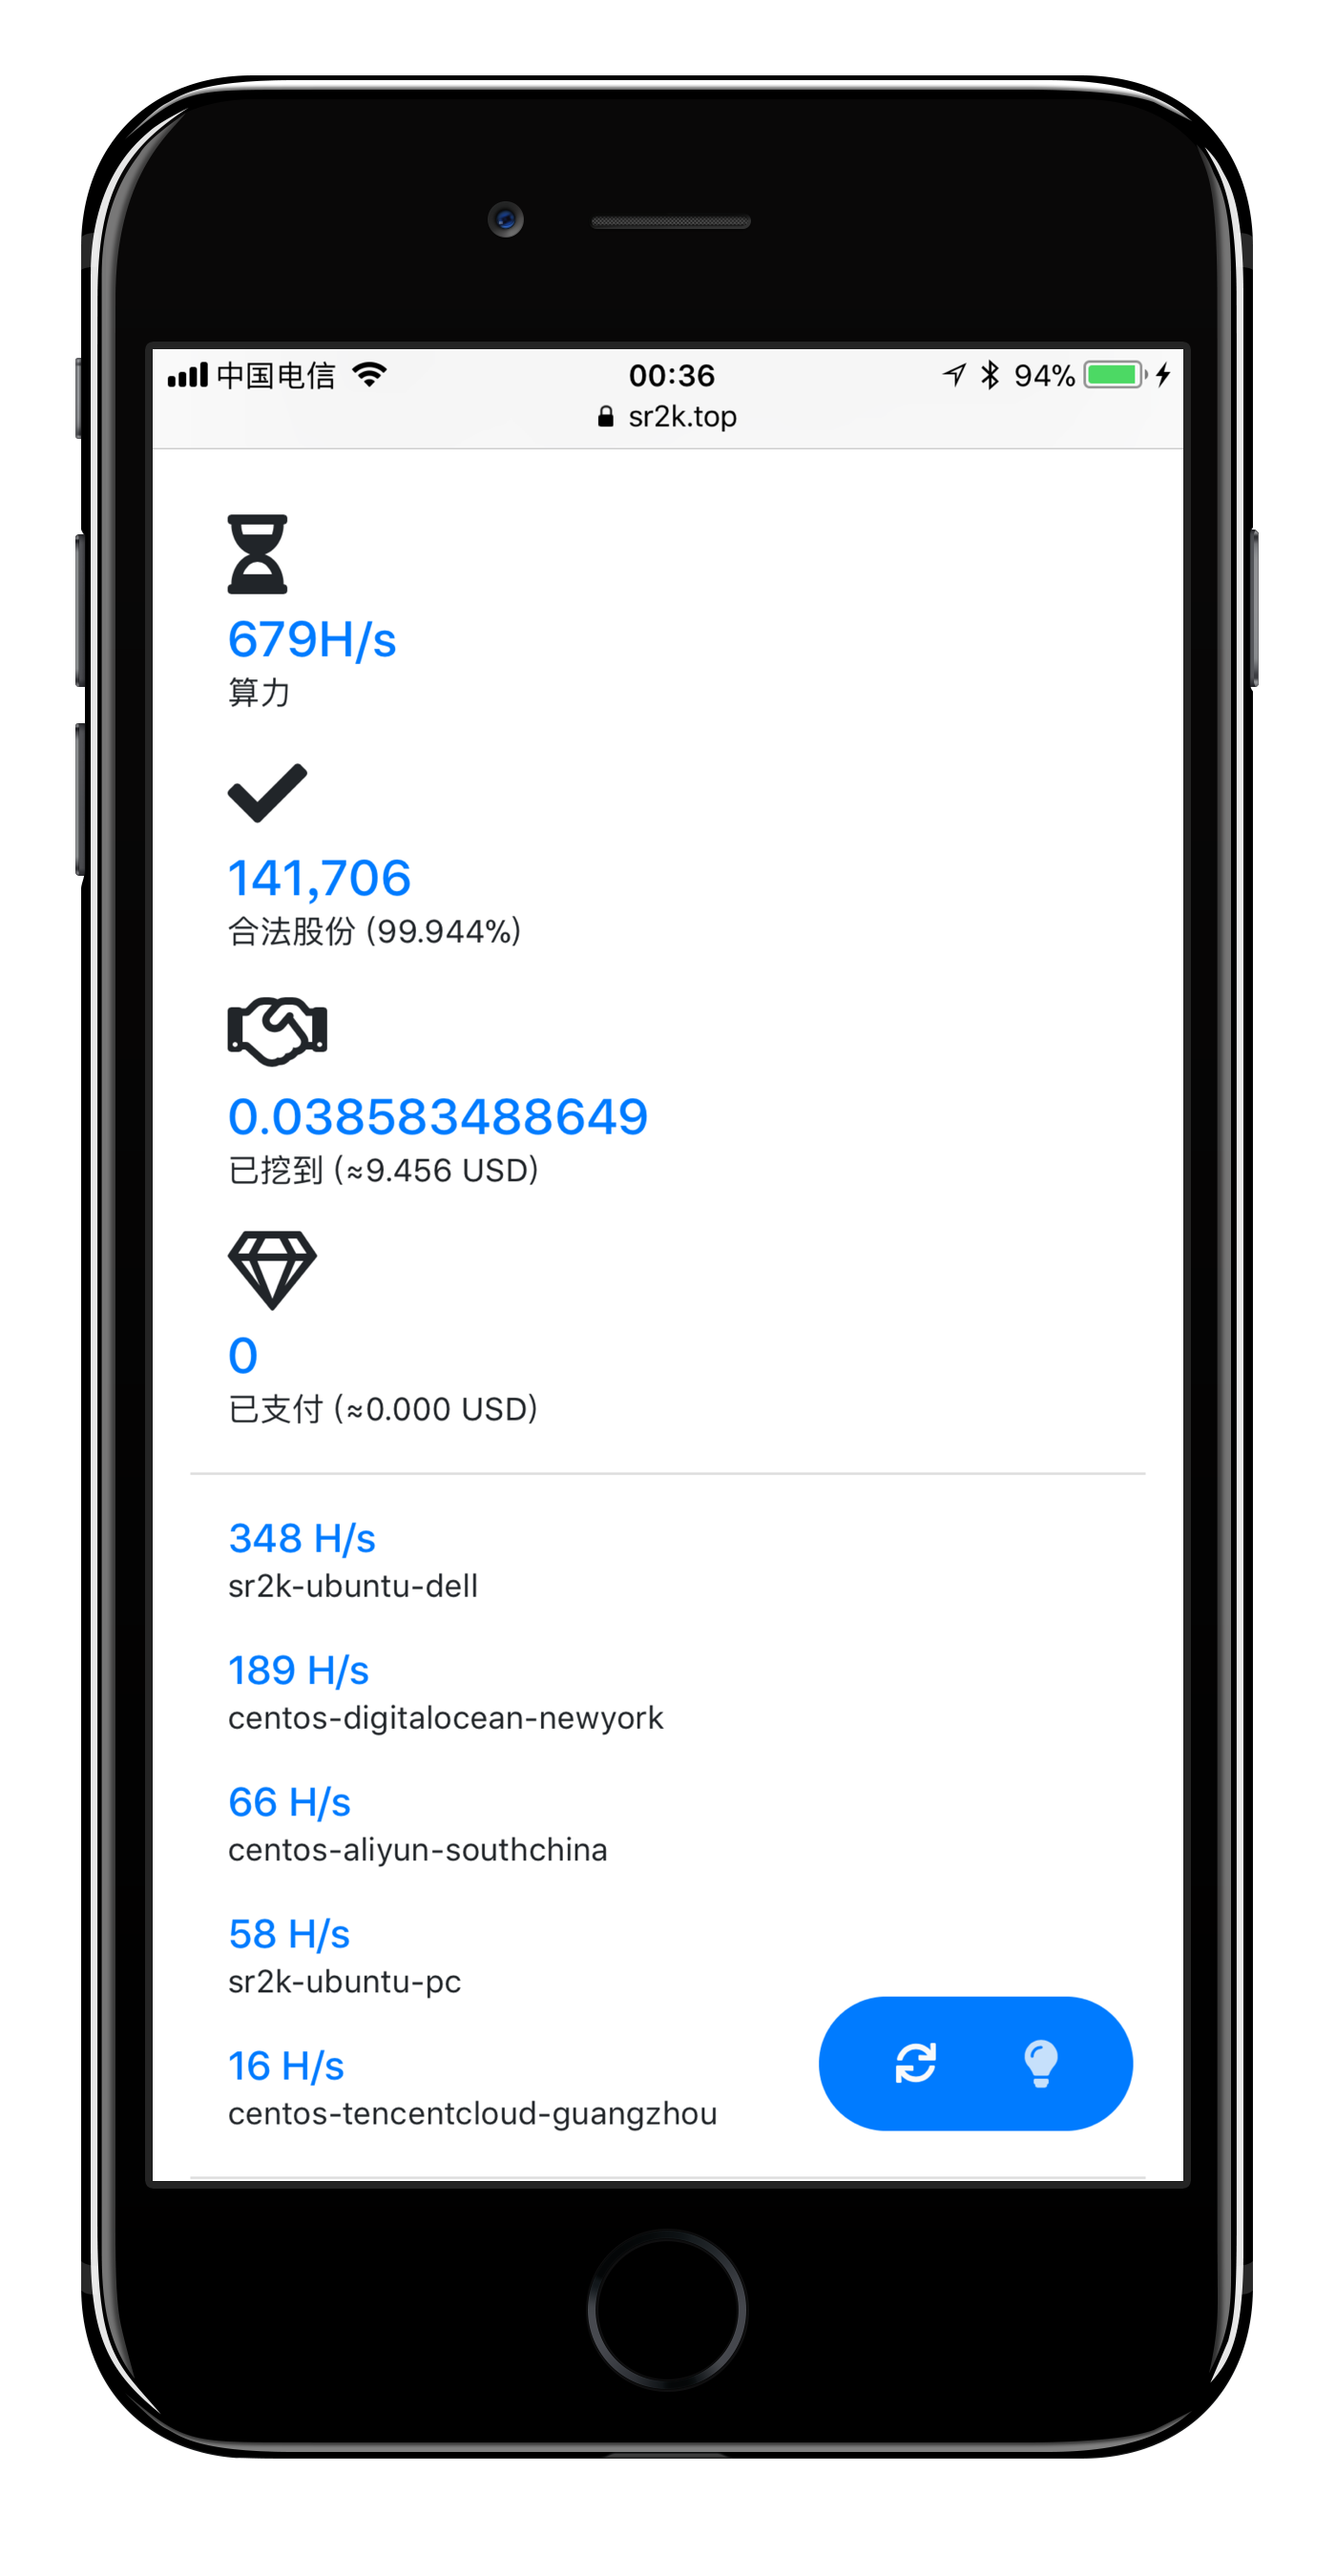 中国电信 00:36 94%
sr2k.top
679H/s
算力
141,706
合法股份 (99.944%)
0.038583488649
已挖到 (≈9.456 USD)
0
已支付 (≈0.000 USD)
348 H/s
sr2k-ubuntu-dell
189 H/s
centos-digitalocean-newyork
66 H/s
centos-aliyun-southchina
58 H/s
sr2k-ubuntu-pc
16 H/s
centos-tencentcloud-guangzhou